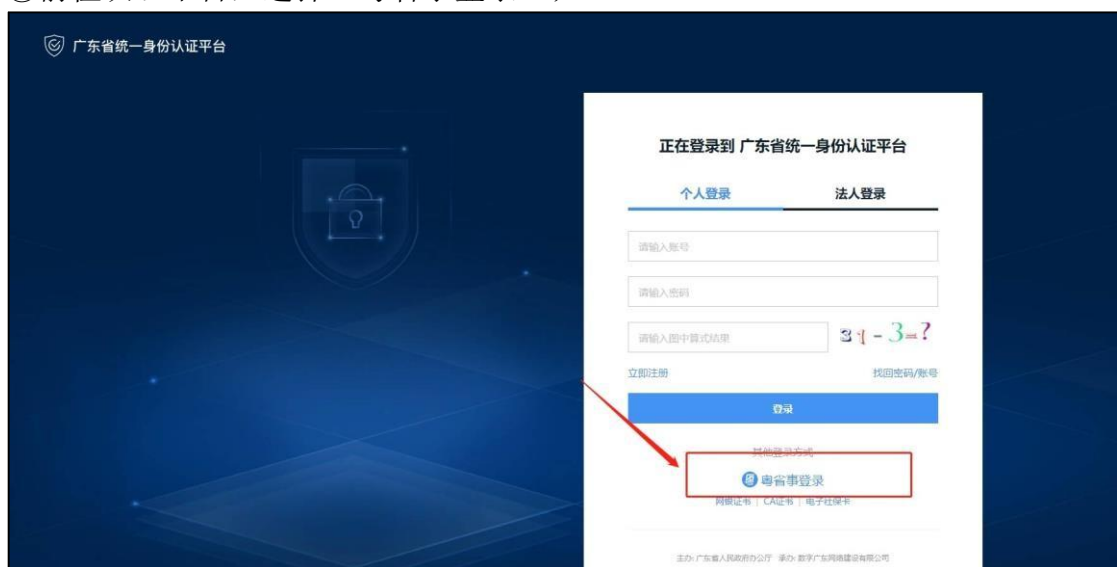 广东省统一身份认证平台
正在登录到 广东省统一身份认证平台
个人登录 法人登录
请输入账号
请输入密码
请输入图中算式结果 31-3=?
立即注册 找回密码/账号
登录
其他登录方式
粤省事登录
网银证书 | CA证书 | 电子社保卡
主办: 广东省人民政府办公厅 承办: 数字广东网络建设有限公司